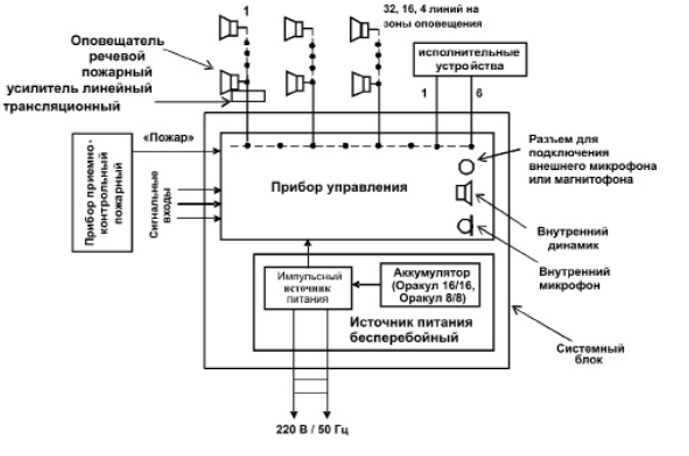 1
32, 16, 4 линий на
зоны оповещения
Оповещатель
речевой
пожарный
усилитель линейный
трансляционный
исполнительные
устройства
1
6
«Пожар»
Прибор приемно-
контрольный
пожарный
Сигнальные
входы
Прибор управления
Разъем для
подключения
внешнего микрофона
или магнитофона
Внутренний
динамик
Внутренний
микрофон
Импульсный
источник
питания
Аккумулятор
(Оракул 16/16,
Оракул 8/8)
Источник питания
бесперебойный
Системный
блок
220 В / 50 Гц